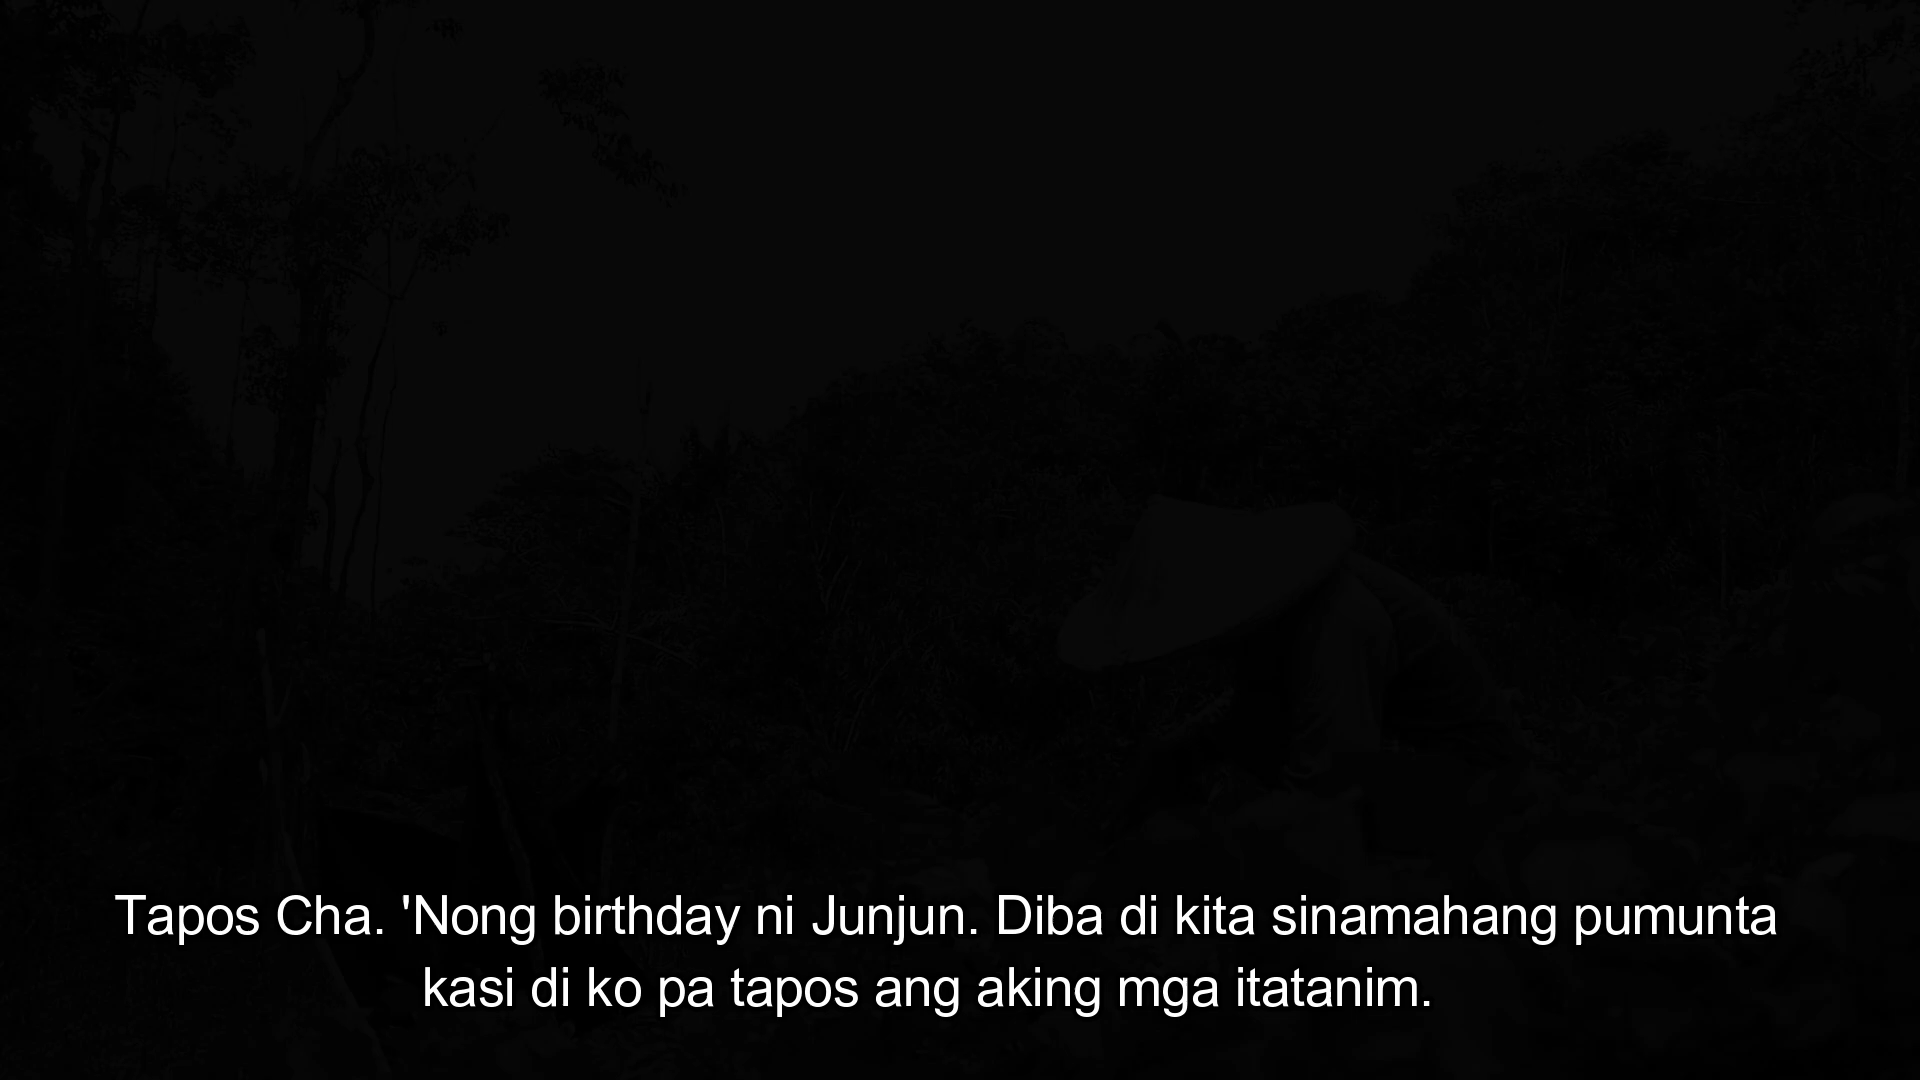 Tapos Cha. 'Nong birthday ni Junjun. Diba di kita sinamahang pumunta
kasi di ko pa tapos ang aking mga itatanim.